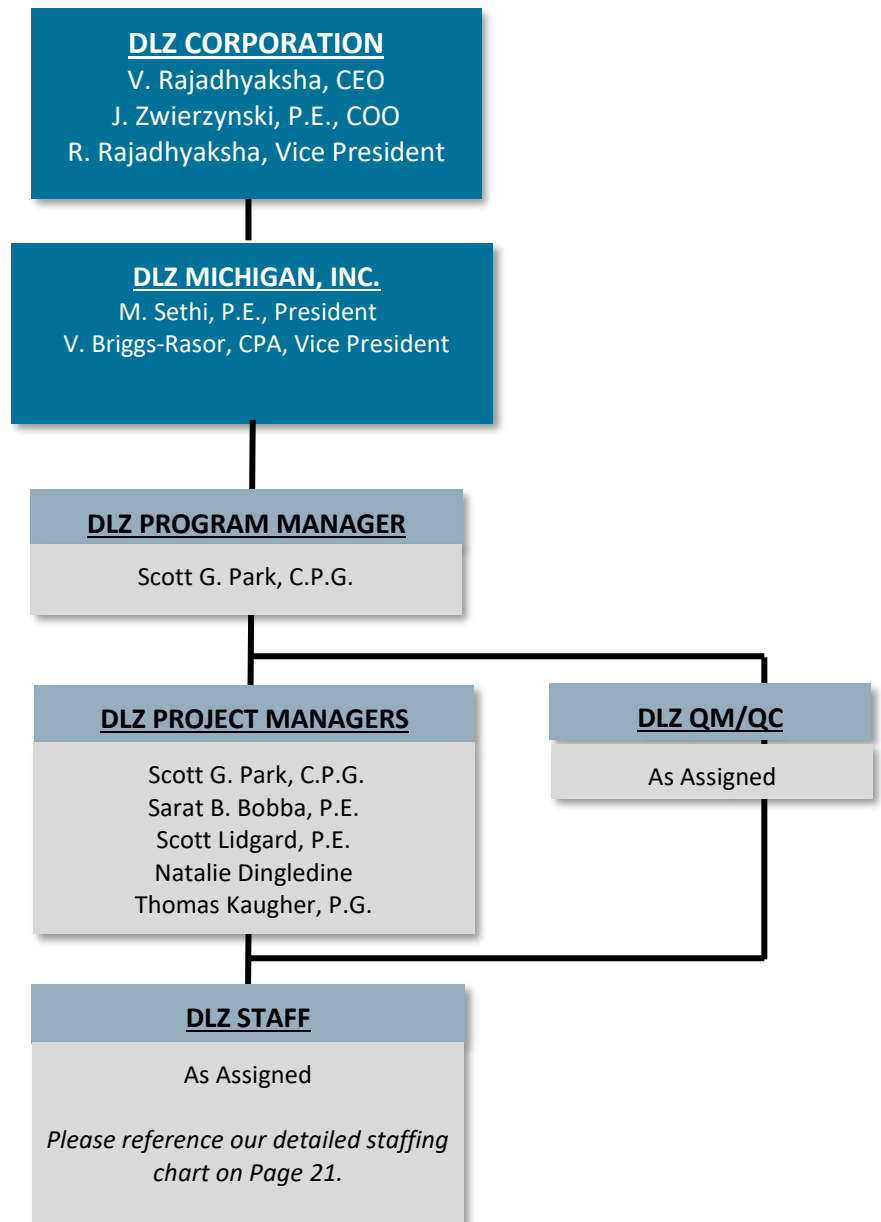 DLZ CORPORATION
V. Rajadhyaksha, CEO
J. Zwierzynski, P.E., COO
R. Rajadhyaksha, Vice President
DLZ MICHIGAN, INC.
M. Sethi, P.E., President
V. Briggs-Rasor, CPA, Vice President
DLZ PROGRAM MANAGER
Scott G. Park, C.P.G.
DLZ PROJECT MANAGERS
Scott G. Park, C.P.G.
Sarat B. Bobba, P.E.
Scott Lidgard, P.E.
Natalie Dingledine
Thomas Kaugher, P.G.
DLZ QM/QC
As Assigned
DLZ STAFF
As Assigned
Please reference our detailed staffing
chart on Page 21.